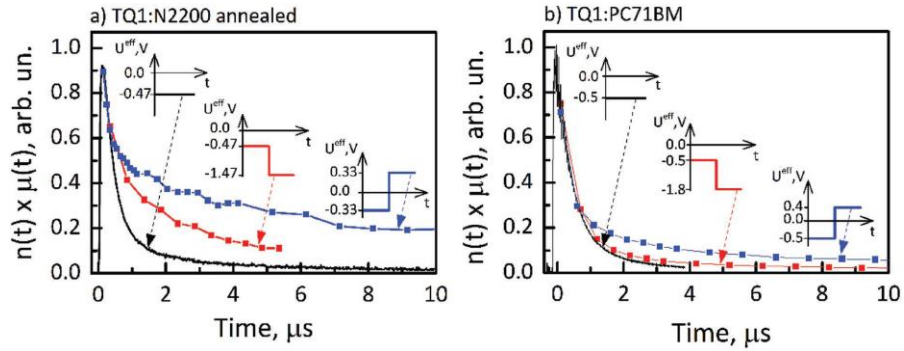 a) TQ1:N2200 annealed
n(t) x μ(t), arb. un.
1.0
0.8
0.6
0.4
0.2
0.0
U^eff,V
0.0
-0.47
t
U^eff,V
0.0
-0.47
-1.47
t
U^eff,V
0.33
0.0
-0.33
t
0 2 4 6 8 10
Time, μs
b) TQ1:PC71BM
n(t) x μ(t), arb. un.
1.0
0.8
0.6
0.4
0.2
0.0
U^eff,V
0.0
-0.5
t
U^eff,V
0.0
-0.5
-1.8
t
U^eff,V
0.4
0.0
-0.5
t
0 2 4 6 8 10
Time, μs